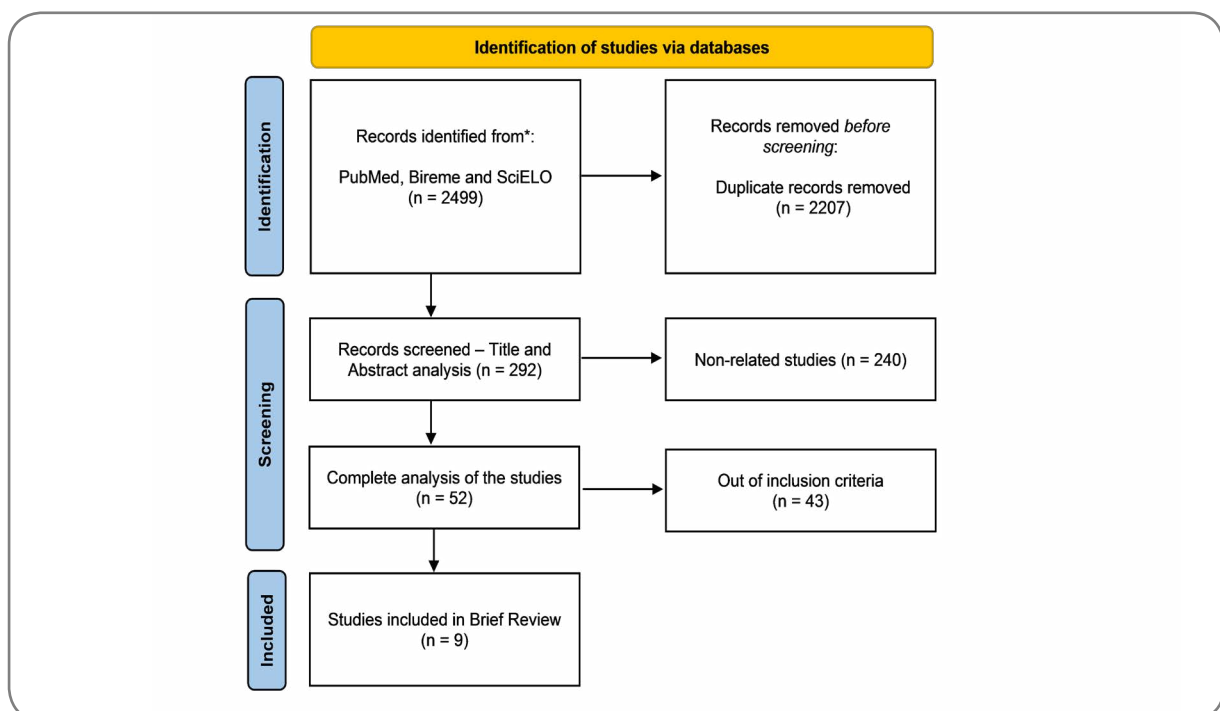 Identification of studies via databases
Identification
Records identified from*:
PubMed, Bireme and SciELO
(n = 2499)
Records removed before
screening:
Duplicate records removed
(n = 2207)
Screening
Records screened – Title and
Abstract analysis (n = 292)
Non-related studies (n = 240)
Complete analysis of the studies
(n = 52)
Out of inclusion criteria
(n = 43)
Included
Studies included in Brief Review
(n = 9)